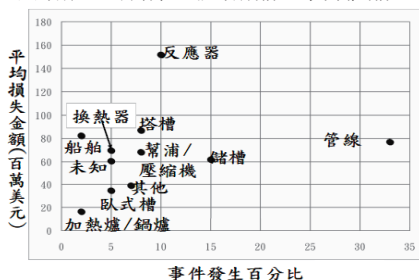 平均損失金額(百萬美元)
180
160
140
120
100
80
60
40
20
0
反應器
換熱器
塔槽
船舶
幫浦/
壓縮機
儲槽
管線
未知
其他
臥式槽
加熱爐/鍋爐
0 5 10 15 20 25 30 35
事件發生百分比